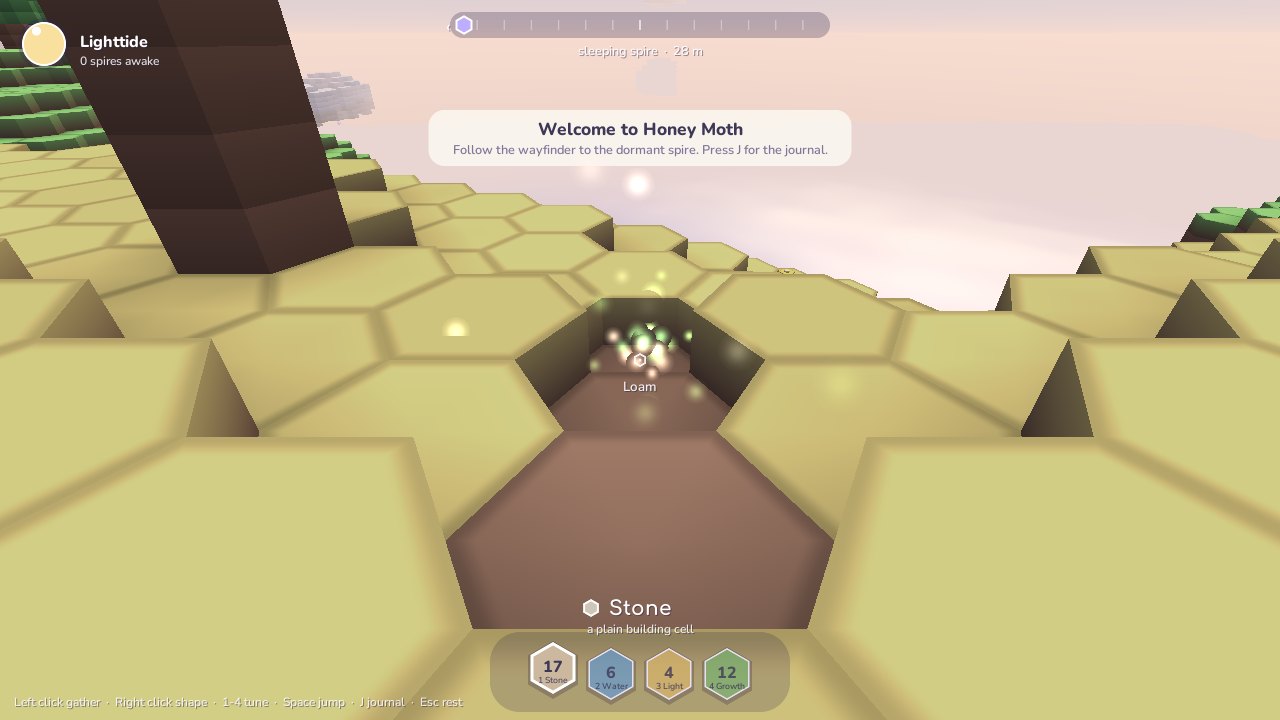 Lighttide
0 spires awake
sleeping spire · 28 m
Welcome to Honey Moth
Follow the wayfinder to the dormant spire. Press J for the journal.
Loam
Stone
a plain building cell
17
1 Stone
6
2 Water
4
3 Light
12
4 Growth
Left click gather · Right click shape · 1-4 tune · Space jump · J journal · Esc rest